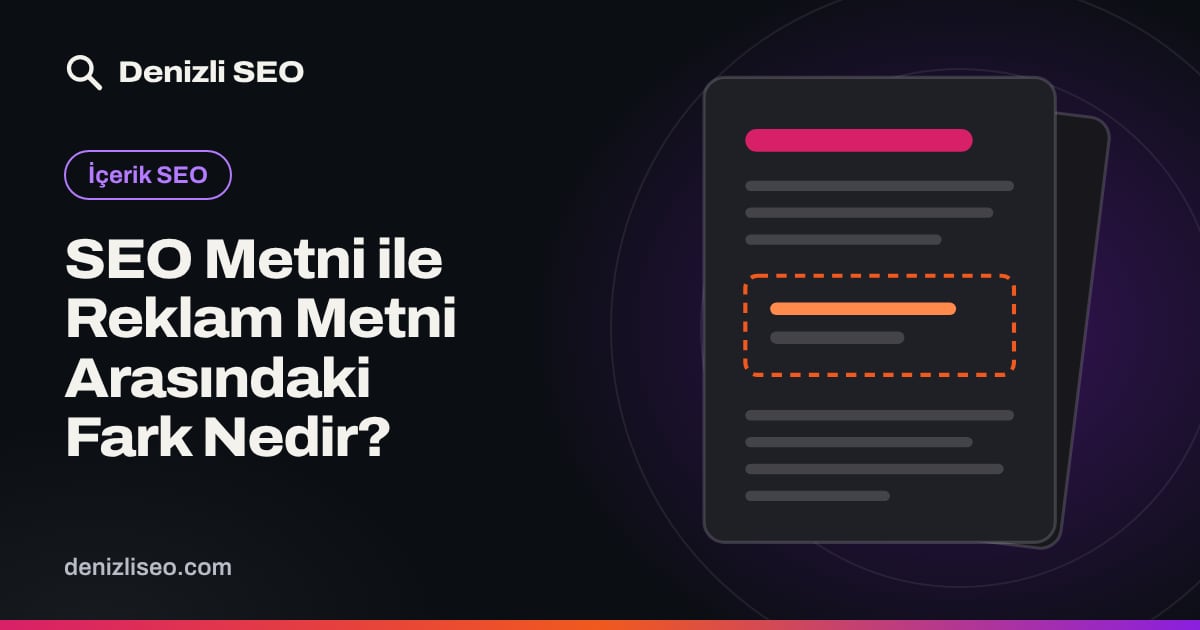 Denizli SEO
İçerik SEO
SEO Metni ile
Reklam Metni
Arasındaki
Fark Nedir?
denizliseo.com